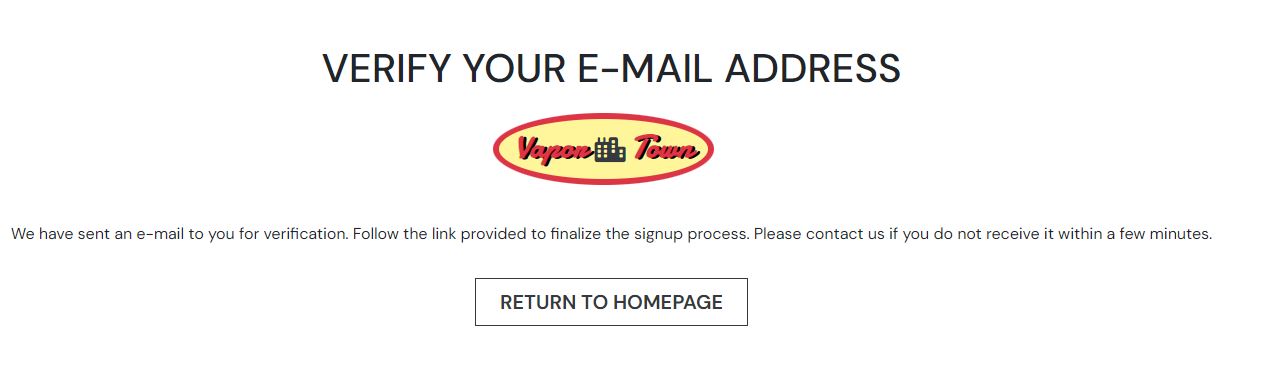 VERIFY YOUR E-MAIL ADDRESS
Vapor Town
We have sent an e-mail to you for verification. Follow the link provided to finalize the signup process. Please contact us if you do not receive it within a few minutes.
RETURN TO HOMEPAGE